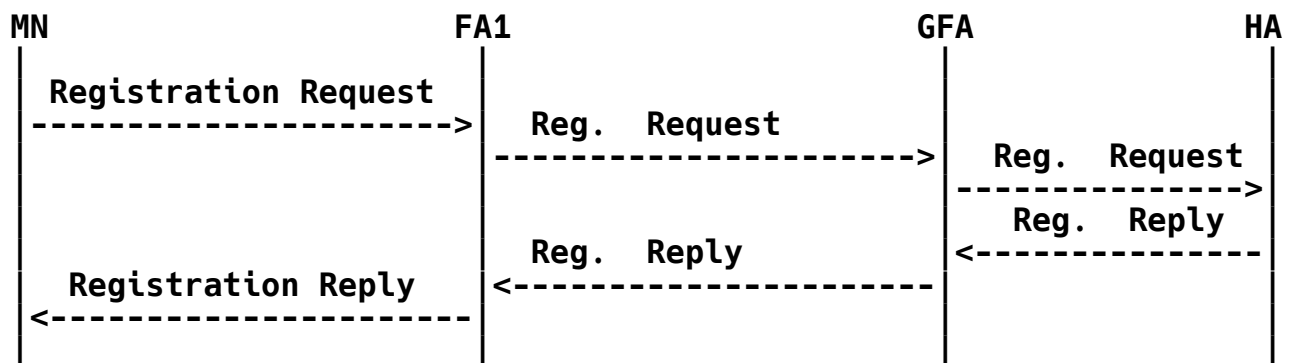 MN FA1 GFA HA
Registration Request
Reg. Request
Reg. Request
Reg. Reply
Reg. Reply
Registration Reply